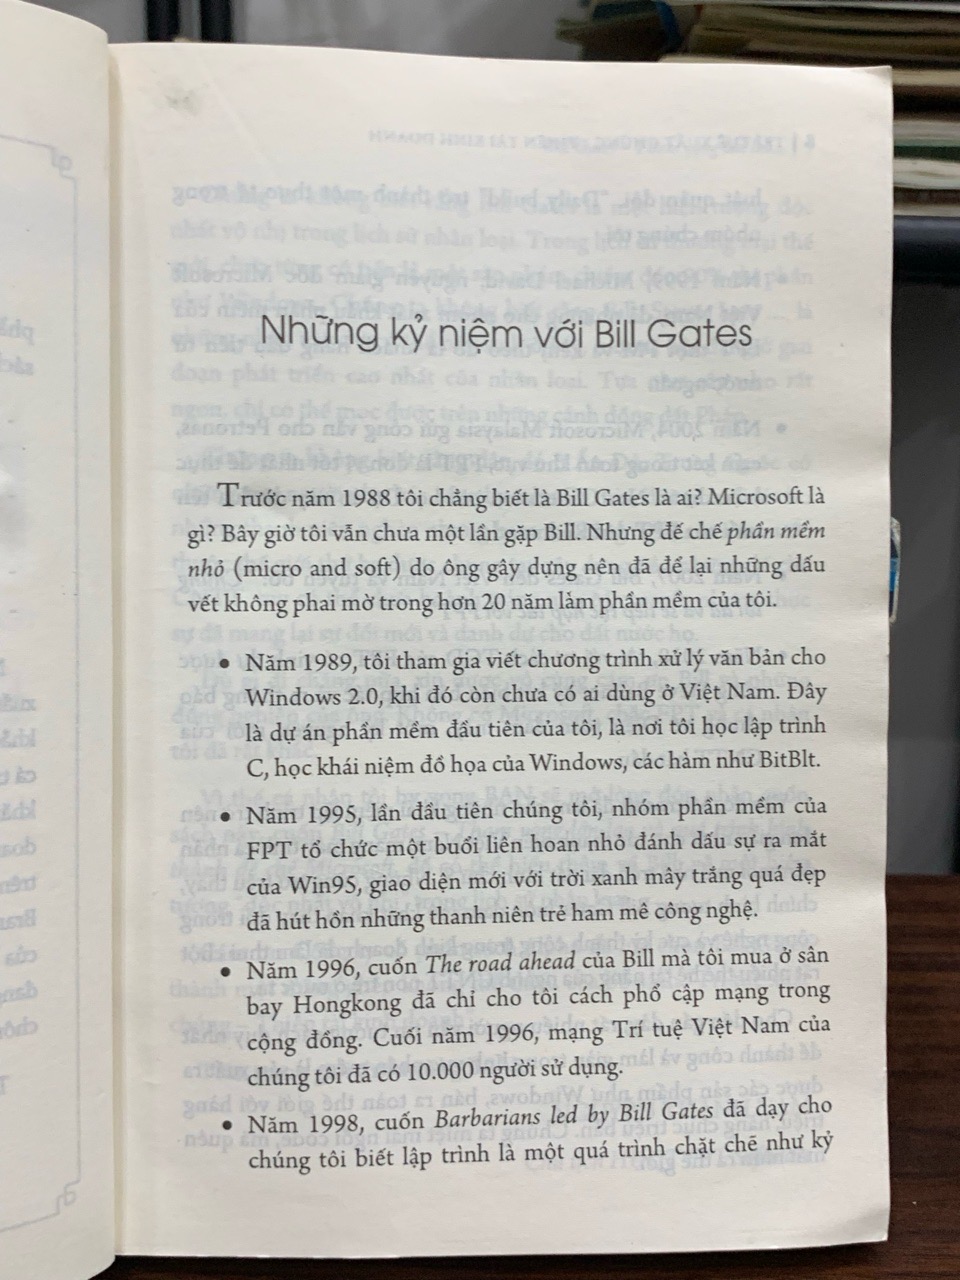 Những kỷ niệm với Bill Gates
Trước năm 1988 tôi chẳng biết là Bill Gates là ai? Microsoft là
gì? Bây giờ tôi vẫn chưa một lần gặp Bill. Nhưng đế chế phần mềm
nhỏ (micro and soft) do ông gây dựng nên đã để lại những dấu
vết không phai mờ trong hơn 20 năm làm phần mềm của tôi.
• Năm 1989, tôi tham gia viết chương trình xử lý văn bản cho
Windows 2.0, khi đó còn chưa có ai dùng ở Việt Nam. Đây
là dự án phần mềm đầu tiên của tôi, là nơi tôi học lập trình
C, học khái niệm đồ họa của Windows, các hàm như BitBlt.
• Năm 1995, lần đầu tiên chúng tôi, nhóm phần mềm của
FPT tổ chức một buổi liên hoan nhỏ đánh dấu sự ra mắt
của Win95, giao diện mới với trời xanh mây trắng quá đẹp
đã hút hồn những thanh niên trẻ ham mê công nghệ.
• Năm 1996, cuốn The road ahead của Bill mà tôi mua ở sân
bay Hongkong đã chỉ cho tôi cách phổ cập mạng trong
cộng đồng. Cuối năm 1996, mạng Trí tuệ Việt Nam của
chúng tôi đã có 10.000 người sử dụng.
• Năm 1998, cuốn Barbarians led by Bill Gates đã dạy cho
chúng tôi biết lập trình là một quá trình chặt chẽ như kỷ